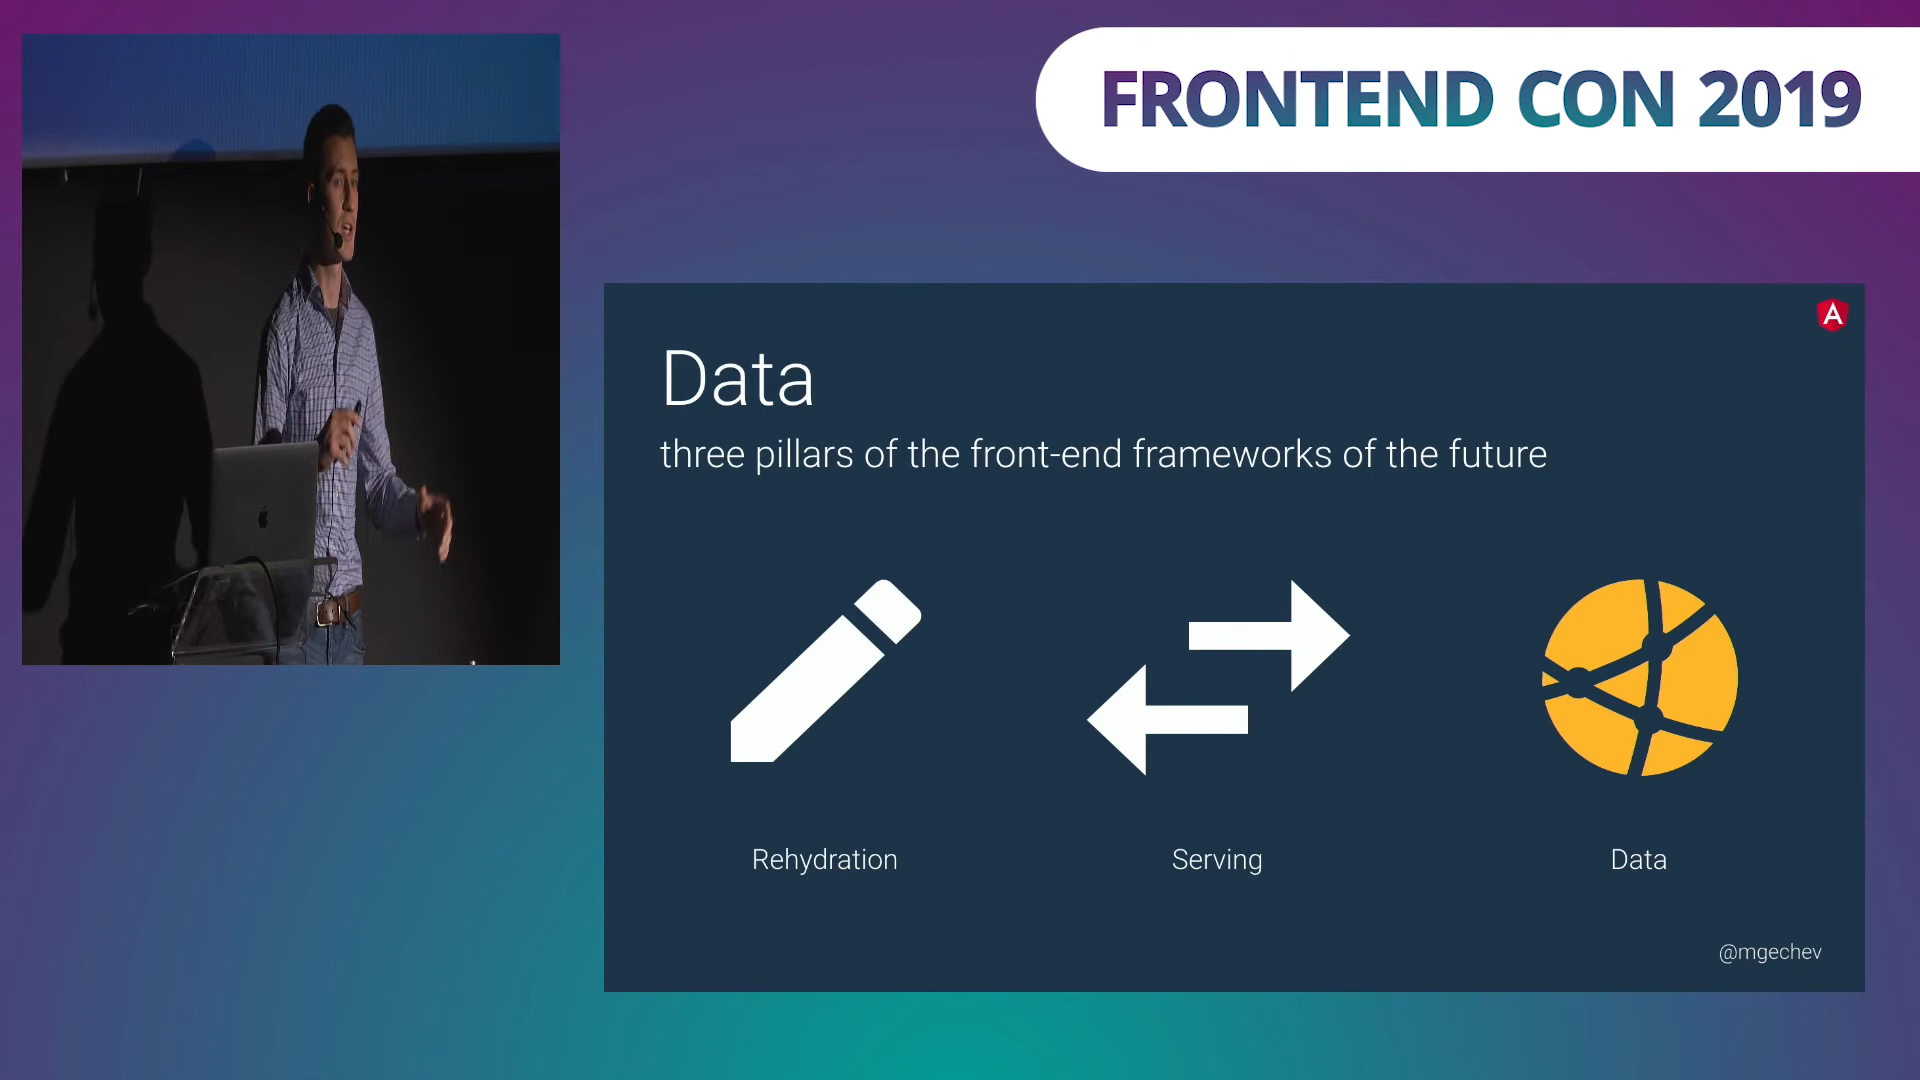 FRONTEND CON 2019
A
Data
three pillars of the front-end frameworks of the future
Rehydration
Serving
Data
@mgechev